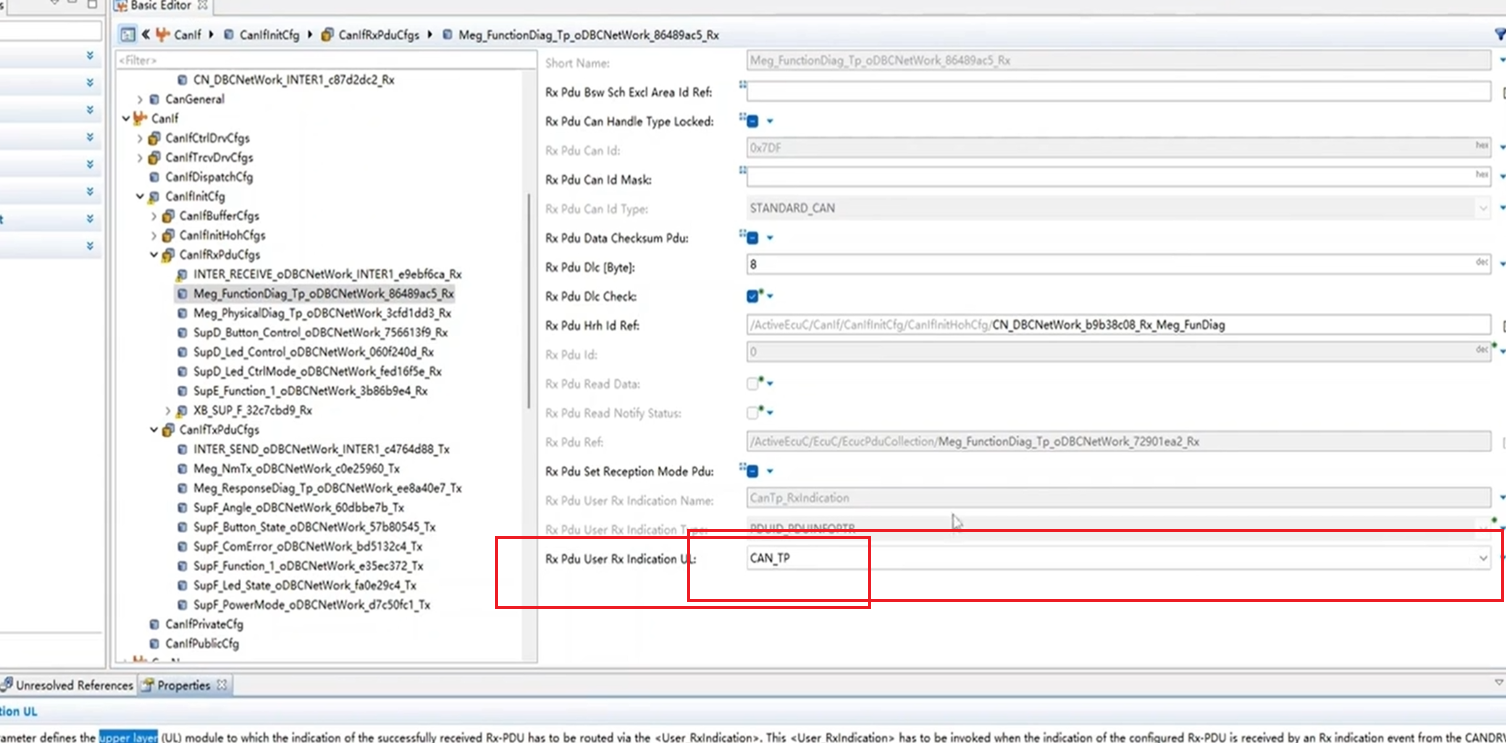 Basic Editor
CanIf CanIfInitCfg CanIfRxPduCfgs Meg_FunctionDiag_Tp_oDBCNetWork_86489ac5_Rx
<Filter>
CN_DBCNetWork_INTER1_c87d2dc2_Rx
CanGeneral
CanIf
CanIfCtrlDrvCfgs
CanIfTrcvDrvCfgs
CanIfDispatchCfg
CanIfInitCfg
CanIfBufferCfgs
CanIfInitHohCfgs
CanIfRxPduCfgs
INTER_RECEIVE_oDBCNetWork_INTER1_e9ebf6ca_Rx
Meg_FunctionDiag_Tp_oDBCNetWork_86489ac5_Rx
Meg_PhysicalDiag_Tp_oDBCNetWork_3cfd1dd3_Rx
SupD_Button_Control_oDBCNetWork_756613f9_Rx
SupD_Led_Control_oDBCNetWork_060f240d_Rx
SupD_Led_CtrlMode_oDBCNetWork_fed16f5e_Rx
SupE_Function_1_oDBCNetWork_3b86b9e4_Rx
XB_SUP_F_32c7cbd9_Rx
CanIfTxPduCfgs
INTER_SEND_oDBCNetWork_INTER1_c4764d88_Tx
Meg_NmTx_oDBCNetWork_c0e25960_Tx
Meg_ResponseDiag_Tp_oDBCNetWork_ee8a40e7_Tx
SupF_Angle_oDBCNetWork_60dbbe7b_Tx
SupF_Button_State_oDBCNetWork_57b80545_Tx
SupF_ComError_oDBCNetWork_bd5132c4_Tx
SupF_Function_1_oDBCNetWork_e35ec372_Tx
SupF_Led_State_oDBCNetWork_fa0e29c4_Tx
SupF_PowerMode_oDBCNetWork_d7c50fc1_Tx
CanIfPrivateCfg
CanIfPublicCfg
Short Name: Meg_FunctionDiag_Tp_oDBCNetWork_86489ac5_Rx
Rx Pdu Bsw Sch Excl Area Id Ref:
Rx Pdu Can Handle Type Locked:
Rx Pdu Can Id: 0x7DF hex
Rx Pdu Can Id Mask: hex
Rx Pdu Can Id Type: STANDARD_CAN
Rx Pdu Data Checksum Pdu:
Rx Pdu Dlc [Byte]: 8 dec
Rx Pdu Dlc Check:
Rx Pdu Hrh Id Ref: /ActiveEcuC/CanIf/CanIfInitCfg/CanIfInitHohCfg/CN_DBCNetWork_b9b38c08_Rx_Meg_FunDiag
Rx Pdu Id: 0 dec
Rx Pdu Read Data:
Rx Pdu Read Notify Status:
Rx Pdu Ref: /ActiveEcuC/EcuC/EcucPduCollection/Meg_FunctionDiag_Tp_oDBCNetWork_72901ea2_Rx
Rx Pdu Set Reception Mode Pdu:
Rx Pdu User Rx Indication Name: CanTp_RxIndication
Rx Pdu User Rx Indication Type: PDUID_PDUINFOPTR
Rx Pdu User Rx Indication UL: CAN_TP
Unresolved References Properties
tion UL
ameter defines the upper layer (UL) module to which the indication of the successfully received Rx-PDU has to be routed via the <User RxIndication>. This <User RxIndication> has to be invoked when the indication of the configured Rx-PDU is received by an Rx indication event from the CANDRV